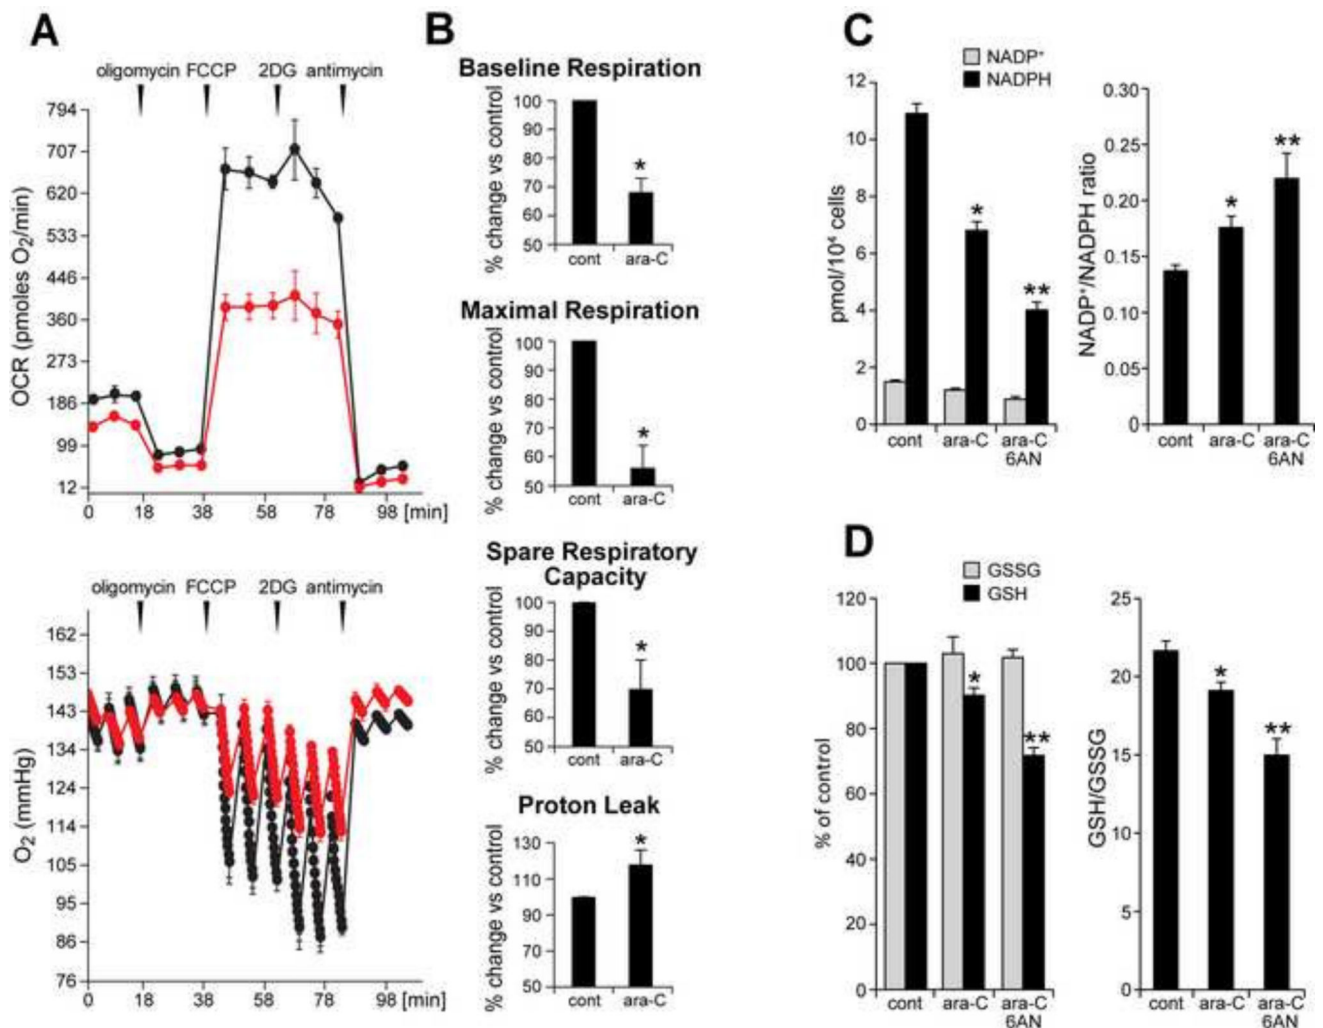 A
oligomycin FCCP 2DG antimycin
794
707
620
533
446
360
273
186
99
12
OCR (pmoles O₂/min)
0 18 38 58 78 98 [min]
oligomycin FCCP 2DG antimycin
162
153
143
134
124
114
105
95
86
76
O₂ (mmHg)
0 18 38 58 78 98 [min]
B
Baseline Respiration
% change vs control
100
90
80
70
60
50
*
cont ara-C
Maximal Respiration
% change vs control
100
90
80
70
60
50
*
cont ara-C
Spare Respiratory
Capacity
% change vs control
100
90
80
70
60
50
*
cont ara-C
Proton Leak
% change vs control
130
110
90
70
50
*
cont ara-C
C
NADP⁺
NADPH
pmol/10⁴ cells
12
10
8
6
4
2
0
*
**
cont ara-C ara-C
6AN
NADP⁺/NADPH ratio
0.30
0.25
0.20
0.15
0.10
0.05
0
*
**
cont ara-C ara-C
6AN
D
GSSG
GSH
% of control
120
100
80
60
40
20
0
*
**
cont ara-C ara-C
6AN
GSH/GSSG
25
20
15
10
5
0
*
**
cont ara-C ara-C
6AN